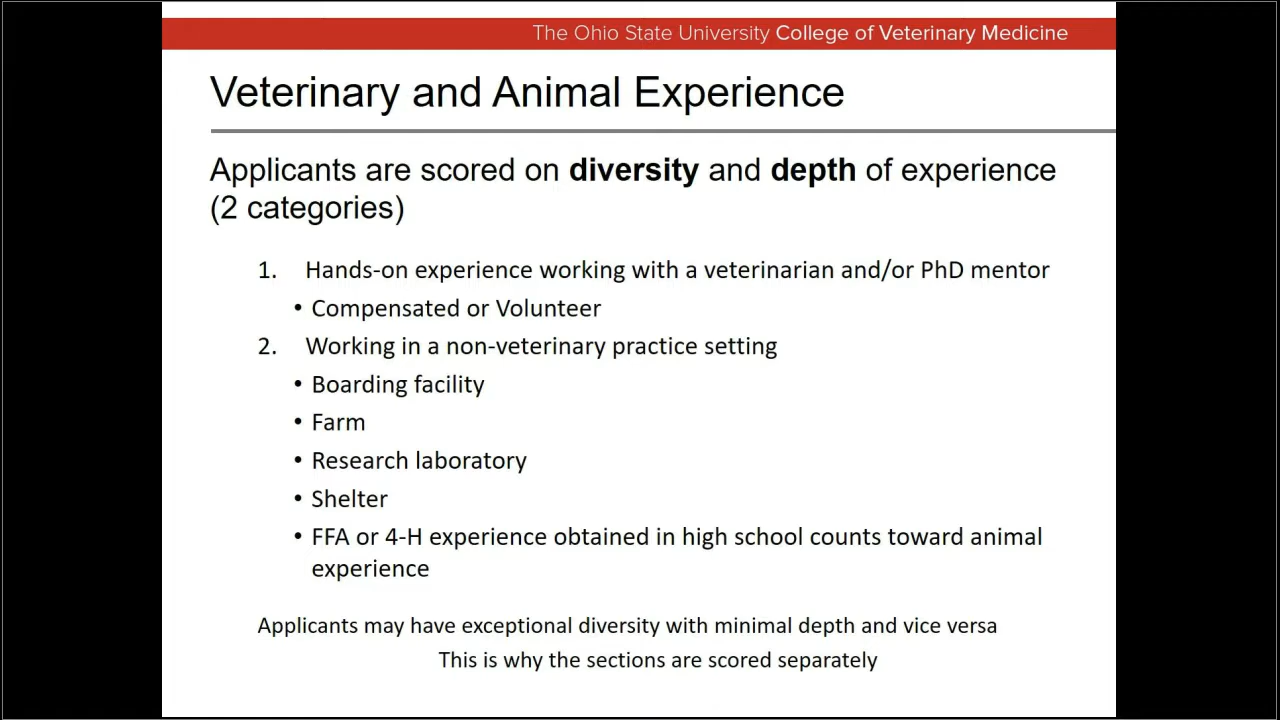 The Ohio State University College of Veterinary Medicine
Veterinary and Animal Experience
Applicants are scored on diversity and depth of experience
(2 categories)
1. Hands-on experience working with a veterinarian and/or PhD mentor
• Compensated or Volunteer
2. Working in a non-veterinary practice setting
• Boarding facility
• Farm
• Research laboratory
• Shelter
• FFA or 4-H experience obtained in high school counts toward animal
experience
Applicants may have exceptional diversity with minimal depth and vice versa
This is why the sections are scored separately